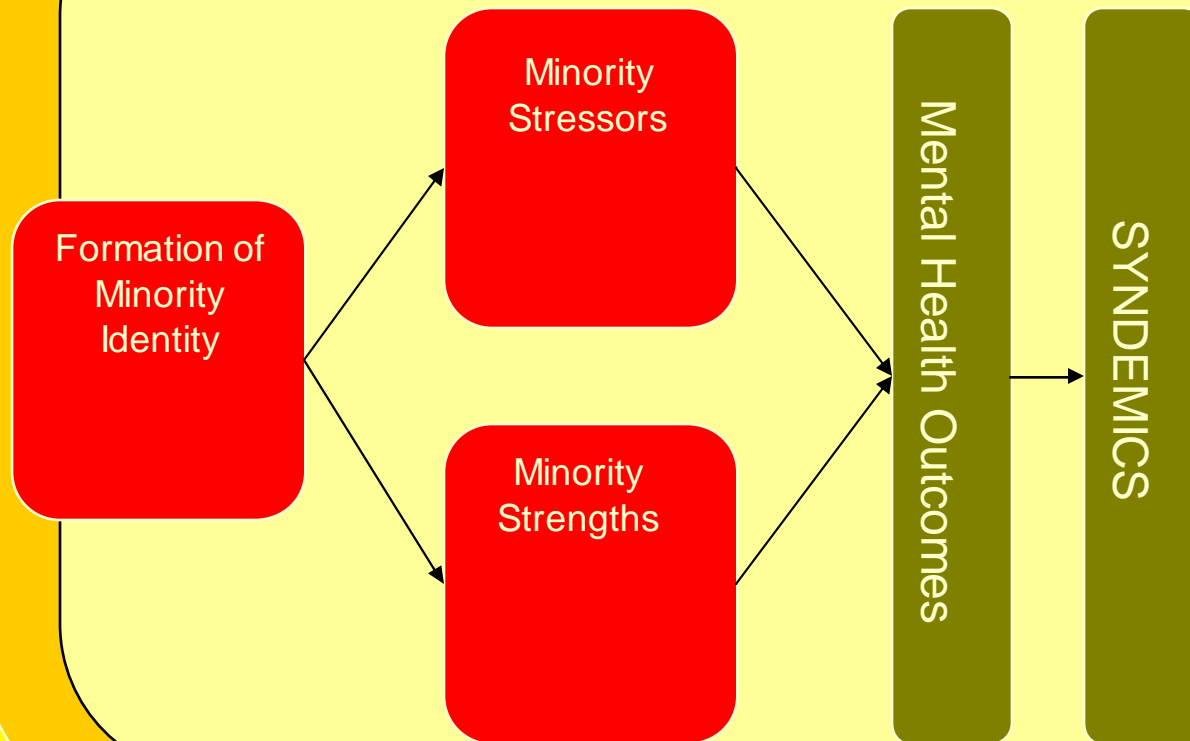 Formation of
Minority
Identity
Minority
Stressors
Minority
Strengths
Mental Health Outcomes
SYNDEMICS